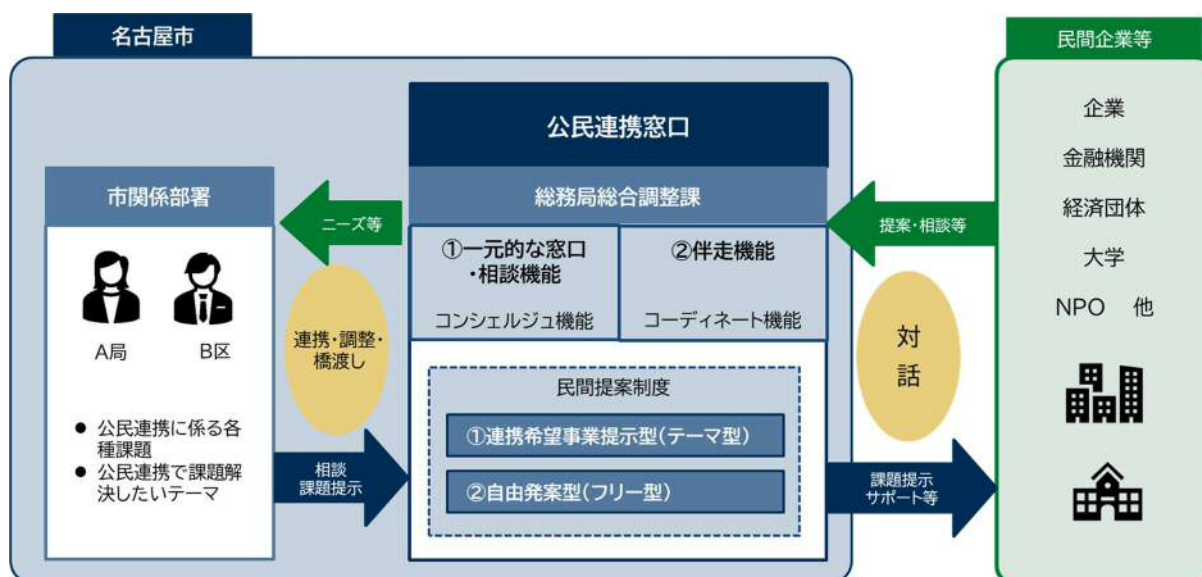 名古屋市
民間企業等
公民連携窓口
総務局総合調整課
市関係部署
A局
B区
● 公民連携に係る各
種課題
● 公民連携で課題解
決したいテーマ
ニーズ等
連携・調整・
橋渡し
相談
課題提示
①一元的な窓口
・相談機能
コンシェルジュ機能
②伴走機能
コーディネート機能
民間提案制度
①連携希望事業提示型(テーマ型)
②自由発案型(フリー型)
提案・相談等
対
話
課題提示
サポート等
企業
金融機関
経済団体
大学
NPO 他